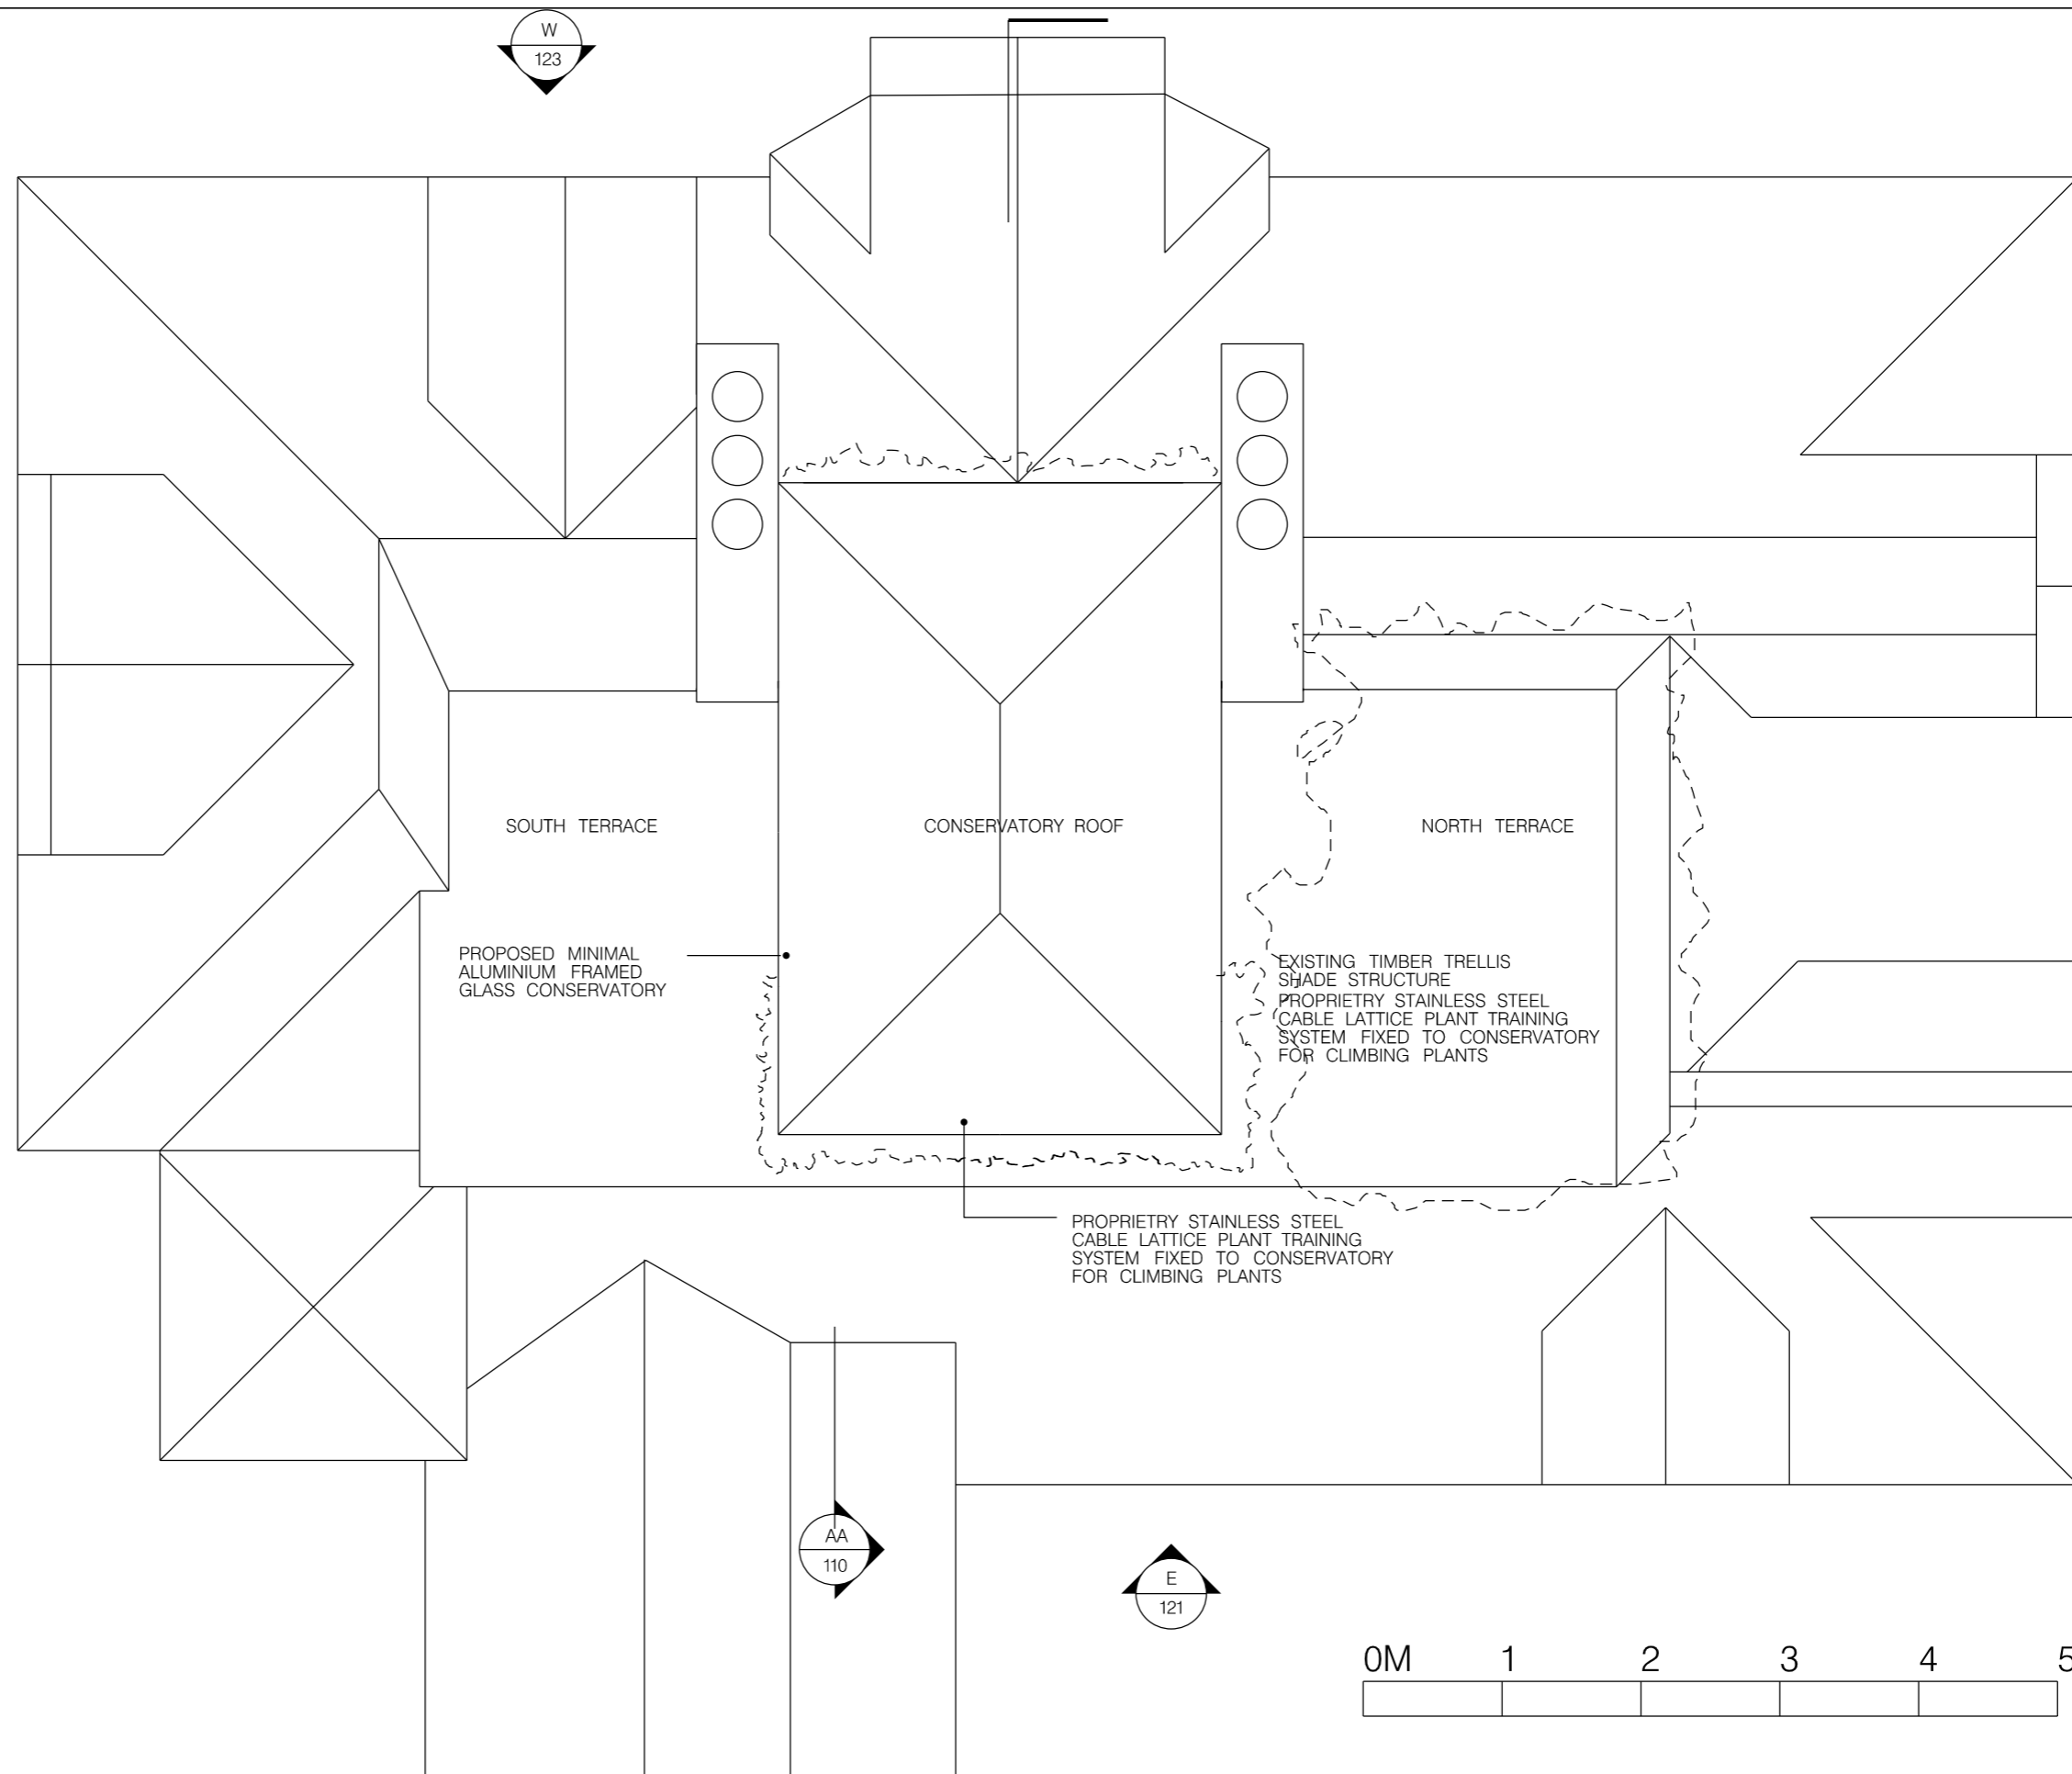 W
123
SOUTH TERRACE
CONSERVATORY ROOF
NORTH TERRACE
PROPOSED MINIMAL
ALUMINIUM FRAMED
GLASS CONSERVATORY
EXISTING TIMBER TRELLIS
SHADE STRUCTURE
PROPRIETRY STAINLESS STEEL
CABLE LATTICE PLANT TRAINING
SYSTEM FIXED TO CONSERVATORY
FOR CLIMBING PLANTS
PROPRIETRY STAINLESS STEEL
CABLE LATTICE PLANT TRAINING
SYSTEM FIXED TO CONSERVATORY
FOR CLIMBING PLANTS
AA
110
E
121
0M 1 2 3 4 5